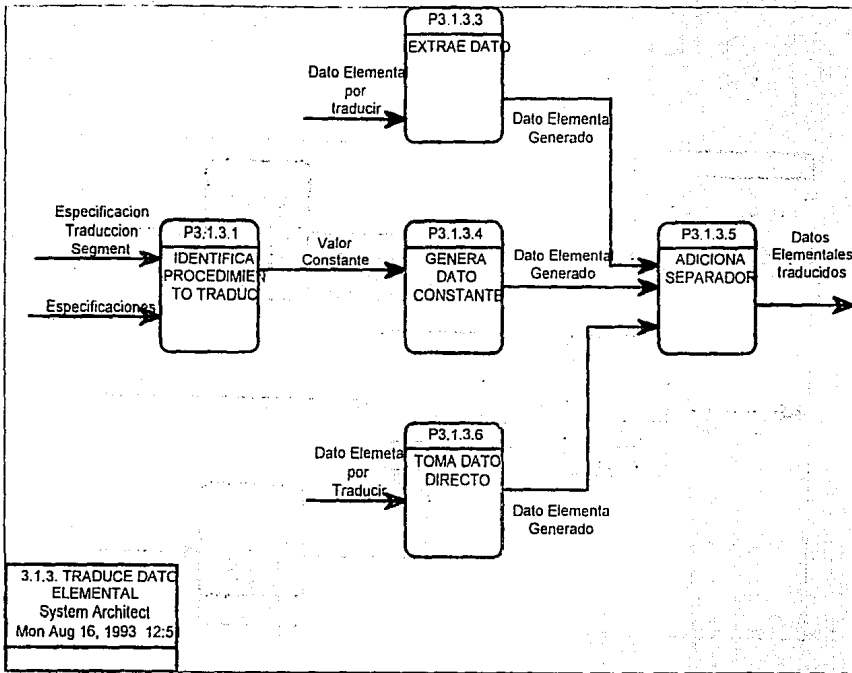 P3.1.3.3
EXTRAE DATO
Dato Elementa
por
traducir
Dato Elementa
Generado
Especificacion
Traduccion
Segment
Especificaciones
P3.1.3.1
IDENTIFICA
PROCEDIMIEN
TO TRADUC
Valor
Constante
P3.1.3.4
GENERA
DATO
CONSTANTE
Dato Elementa
Generado
P3.1.3.5
ADICIONA
SEPARADOR
Datos
Elementales
traducidos
P3.1.3.6
TOMA DATO
DIRECTO
Dato Elemeta
por
Traducir
Dato Elementa
Generado
3.1.3. TRADUCE DATO
ELEMENTAL
System Architect
Mon Aug 16, 1993 12:5